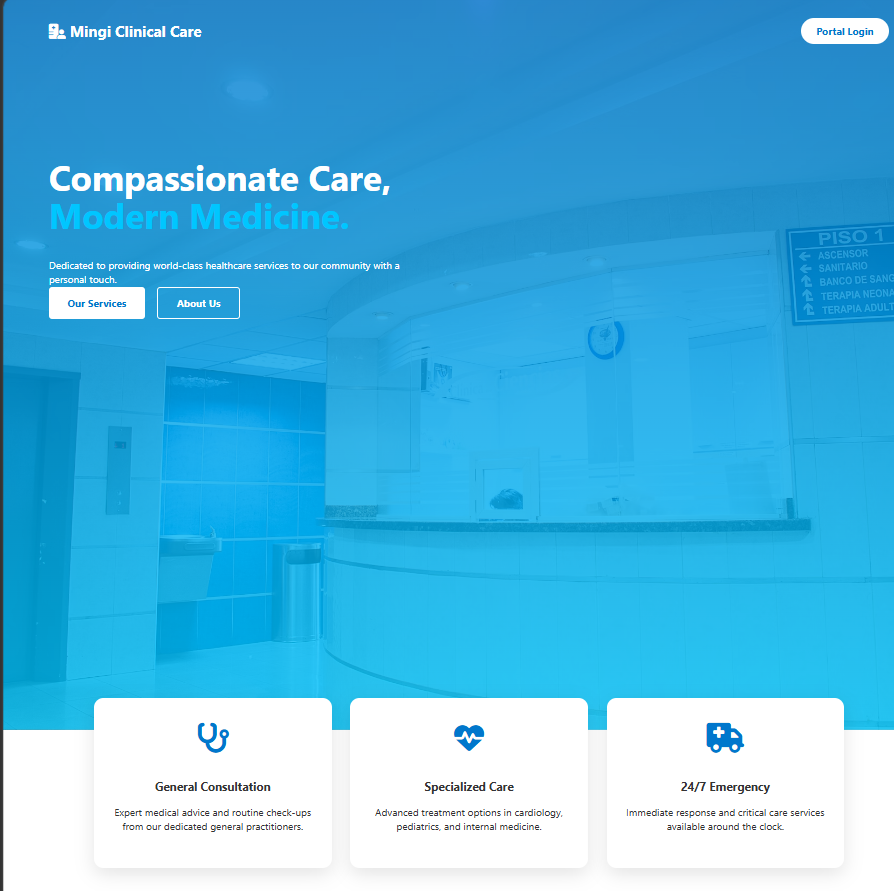 Mingi Clinical Care
Portal Login
Compassionate Care,
Modern Medicine.
Dedicated to providing world-class healthcare services to our community with a
personal touch.
Our Services
About Us
PISO 1
ASCENSOR
SANITARIO
BANCO DE SANG
TERAPIA NEONA
TERAPIA ADULT
General Consultation
Expert medical advice and routine check-ups
from our dedicated general practitioners.
Specialized Care
Advanced treatment options in cardiology,
pediatrics, and internal medicine.
24/7 Emergency
Immediate response and critical care services
available around the clock.